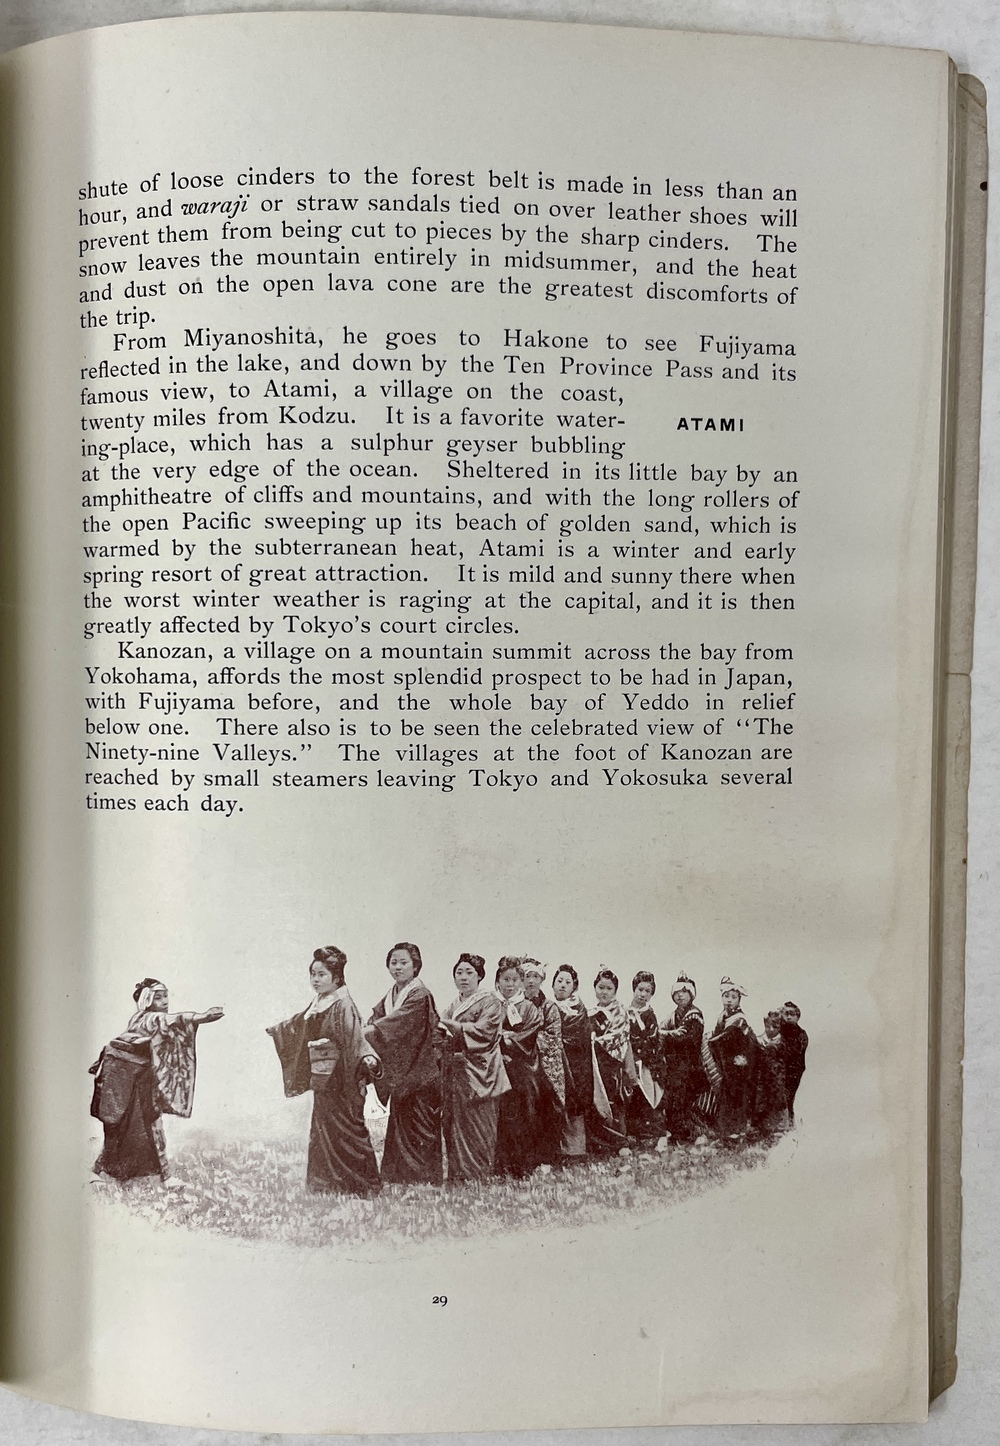 shute of loose cinders to the forest belt is made in less than an
hour, and waraji or straw sandals tied on over leather shoes will
prevent them from being cut to pieces by the sharp cinders. The
snow leaves the mountain entirely in midsummer, and the heat
and dust on the open lava cone are the greatest discomforts of
the trip.
From Miyanoshita, he goes to Hakone to see Fujiyama
reflected in the lake, and down by the Ten Province Pass and its
famous view, to Atami, a village on the coast,
twenty miles from Kodzu. It is a favorite water-
ing-place, which has a sulphur geyser bubbling
ATAMI
at the very edge of the ocean. Sheltered in its little bay by an
amphitheatre of cliffs and mountains, and with the long rollers of
the open Pacific sweeping up its beach of golden sand, which is
warmed by the subterranean heat, Atami is a winter and early
spring resort of great attraction. It is mild and sunny there when
the worst winter weather is raging at the capital, and it is then
greatly affected by Tokyo's court circles.
Kanozan, a village on a mountain summit across the bay from
Yokohama, affords the most splendid prospect to be had in Japan,
with Fujiyama before, and the whole bay of Yeddo in relief
below one. There also is to be seen the celebrated view of “The
Ninety-nine Valleys.” The villages at the foot of Kanozan are
reached by small steamers leaving Tokyo and Yokosuka several
times each day.
29